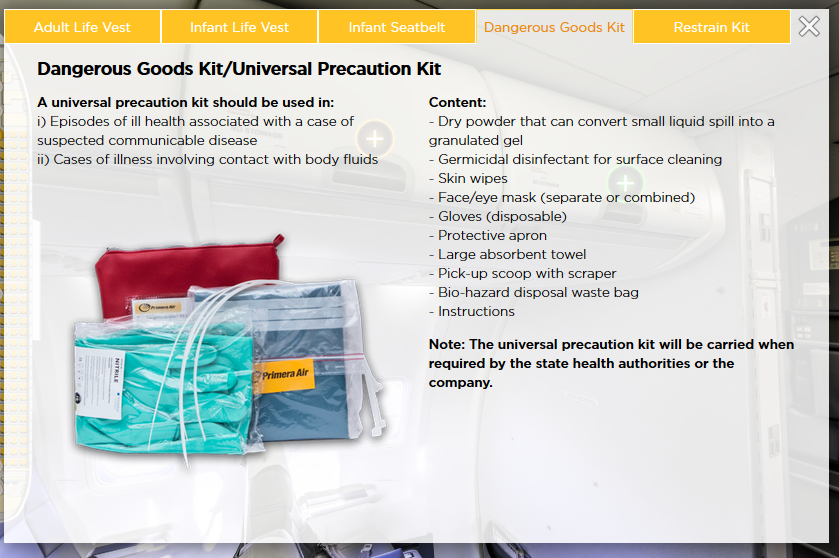 Adult Life Vest
Infant Life Vest
Infant Seatbelt
Dangerous Goods Kit
Restrain Kit
Dangerous Goods Kit/Universal Precaution Kit
A universal precaution kit should be used in:
i) Episodes of ill health associated with a case of
suspected communicable disease
ii) Cases of illness involving contact with body fluids
Content:
- Dry powder that can convert small liquid spill into a
granulated gel
- Germicidal disinfectant for surface cleaning
- Skin wipes
- Face/eye mask (separate or combined)
- Gloves (disposable)
- Protective apron
- Large absorbent towel
- Pick-up scoop with scraper
- Bio-hazard disposal waste bag
- Instructions
Note: The universal precaution kit will be carried when
required by the state health authorities or the
company.
Primera Air
NITRILE
Primera Air